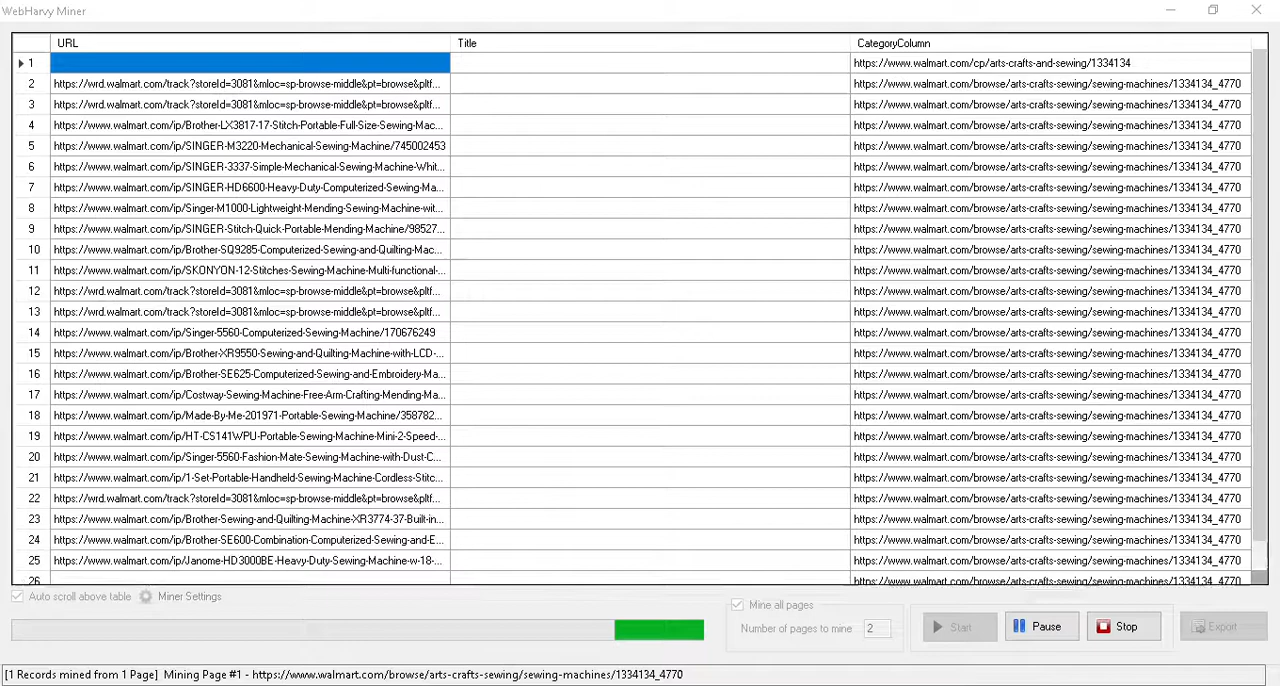 WebHarvy Miner
URL Title CategoryColumn
1 https://www.walmart.com/cp/arts-crafts-and-sewing/1334134
2 https://wrd.walmart.com/track?storeId=3081&mloc=sp-browse-middle&pt=browse&pltf... https://www.walmart.com/browse/arts-crafts-sewing/sewing-machines/1334134_4770
3 https://wrd.walmart.com/track?storeId=3081&mloc=sp-browse-middle&pt=browse&pltf... https://www.walmart.com/browse/arts-crafts-sewing/sewing-machines/1334134_4770
4 https://www.walmart.com/ip/Brother-LX3817-17-Stitch-Portable-Full-Size-Sewing-Mac... https://www.walmart.com/browse/arts-crafts-sewing/sewing-machines/1334134_4770
5 https://www.walmart.com/ip/SINGER-M3220-Mechanical-Sewing-Machine/745002453 https://www.walmart.com/browse/arts-crafts-sewing/sewing-machines/1334134_4770
6 https://www.walmart.com/ip/SINGER-3337-Simple-Mechanical-Sewing-Machine-Whit... https://www.walmart.com/browse/arts-crafts-sewing/sewing-machines/1334134_4770
7 https://www.walmart.com/ip/SINGER-HD6600-Heavy-Duty-Computerized-Sewing-Ma... https://www.walmart.com/browse/arts-crafts-sewing/sewing-machines/1334134_4770
8 https://www.walmart.com/ip/Singer-M1000-Lightweight-Mending-Sewing-Machine-wit... https://www.walmart.com/browse/arts-crafts-sewing/sewing-machines/1334134_4770
9 https://www.walmart.com/ip/SINGER-Stitch-Quick-Portable-Mending-Machine/98527... https://www.walmart.com/browse/arts-crafts-sewing/sewing-machines/1334134_4770
10 https://www.walmart.com/ip/Brother-SQ9285-Computerized-Sewing-and-Quilting-Mac... https://www.walmart.com/browse/arts-crafts-sewing/sewing-machines/1334134_4770
11 https://www.walmart.com/ip/SKONYON-12-Stitches-Sewing-Machine-Multi-functional-... https://www.walmart.com/browse/arts-crafts-sewing/sewing-machines/1334134_4770
12 https://wrd.walmart.com/track?storeId=3081&mloc=sp-browse-middle&pt=browse&pltf... https://www.walmart.com/browse/arts-crafts-sewing/sewing-machines/1334134_4770
13 https://wrd.walmart.com/track?storeId=3081&mloc=sp-browse-middle&pt=browse&pltf... https://www.walmart.com/browse/arts-crafts-sewing/sewing-machines/1334134_4770
14 https://www.walmart.com/ip/Singer-5560-Computerized-Sewing-Machine/170676249 https://www.walmart.com/browse/arts-crafts-sewing/sewing-machines/1334134_4770
15 https://www.walmart.com/ip/Brother-XR9550-Sewing-and-Quilting-Machine-with-LCD-... https://www.walmart.com/browse/arts-crafts-sewing/sewing-machines/1334134_4770
16 https://www.walmart.com/ip/Brother-SE625-Computerized-Sewing-and-Embroidery-Ma... https://www.walmart.com/browse/arts-crafts-sewing/sewing-machines/1334134_4770
17 https://www.walmart.com/ip/Costway-Sewing-Machine-Free-Arm-Crafting-Mending-Ma... https://www.walmart.com/browse/arts-crafts-sewing/sewing-machines/1334134_4770
18 https://www.walmart.com/ip/Made-By-Me-201971-Portable-Sewing-Machine/358782... https://www.walmart.com/browse/arts-crafts-sewing/sewing-machines/1334134_4770
19 https://www.walmart.com/ip/HT-CS141WPU-Portable-Sewing-Machine-Mini-2-Speed-... https://www.walmart.com/browse/arts-crafts-sewing/sewing-machines/1334134_4770
20 https://www.walmart.com/ip/Singer-5560-Fashion-Mate-Sewing-Machine-with-Dust-C... https://www.walmart.com/browse/arts-crafts-sewing/sewing-machines/1334134_4770
21 https://www.walmart.com/ip/1-Set-Portable-Handheld-Sewing-Machine-Cordless-Stitc... https://www.walmart.com/browse/arts-crafts-sewing/sewing-machines/1334134_4770
22 https://wrd.walmart.com/track?storeId=3081&mloc=sp-browse-middle&pt=browse&pltf... https://www.walmart.com/browse/arts-crafts-sewing/sewing-machines/1334134_4770
23 https://www.walmart.com/ip/Brother-Sewing-and-Quilting-Machine-XR3774-37-Built-in... https://www.walmart.com/browse/arts-crafts-sewing/sewing-machines/1334134_4770
24 https://www.walmart.com/ip/Brother-SE600-Combination-Computerized-Sewing-and-E... https://www.walmart.com/browse/arts-crafts-sewing/sewing-machines/1334134_4770
25 https://www.walmart.com/ip/Janome-HD3000BE-Heavy-Duty-Sewing-Machine-w-18-... https://www.walmart.com/browse/arts-crafts-sewing/sewing-machines/1334134_4770
26 https://www.walmart.com/browse/arts-crafts-sewing/sewing-machines/1334134_4770
Auto scroll above table Miner Settings
Mine all pages
Number of pages to mine 2
Start Pause Stop Export
[1 Records mined from 1 Page] Mining Page #1 - https://www.walmart.com/browse/arts-crafts-sewing/sewing-machines/1334134_4770